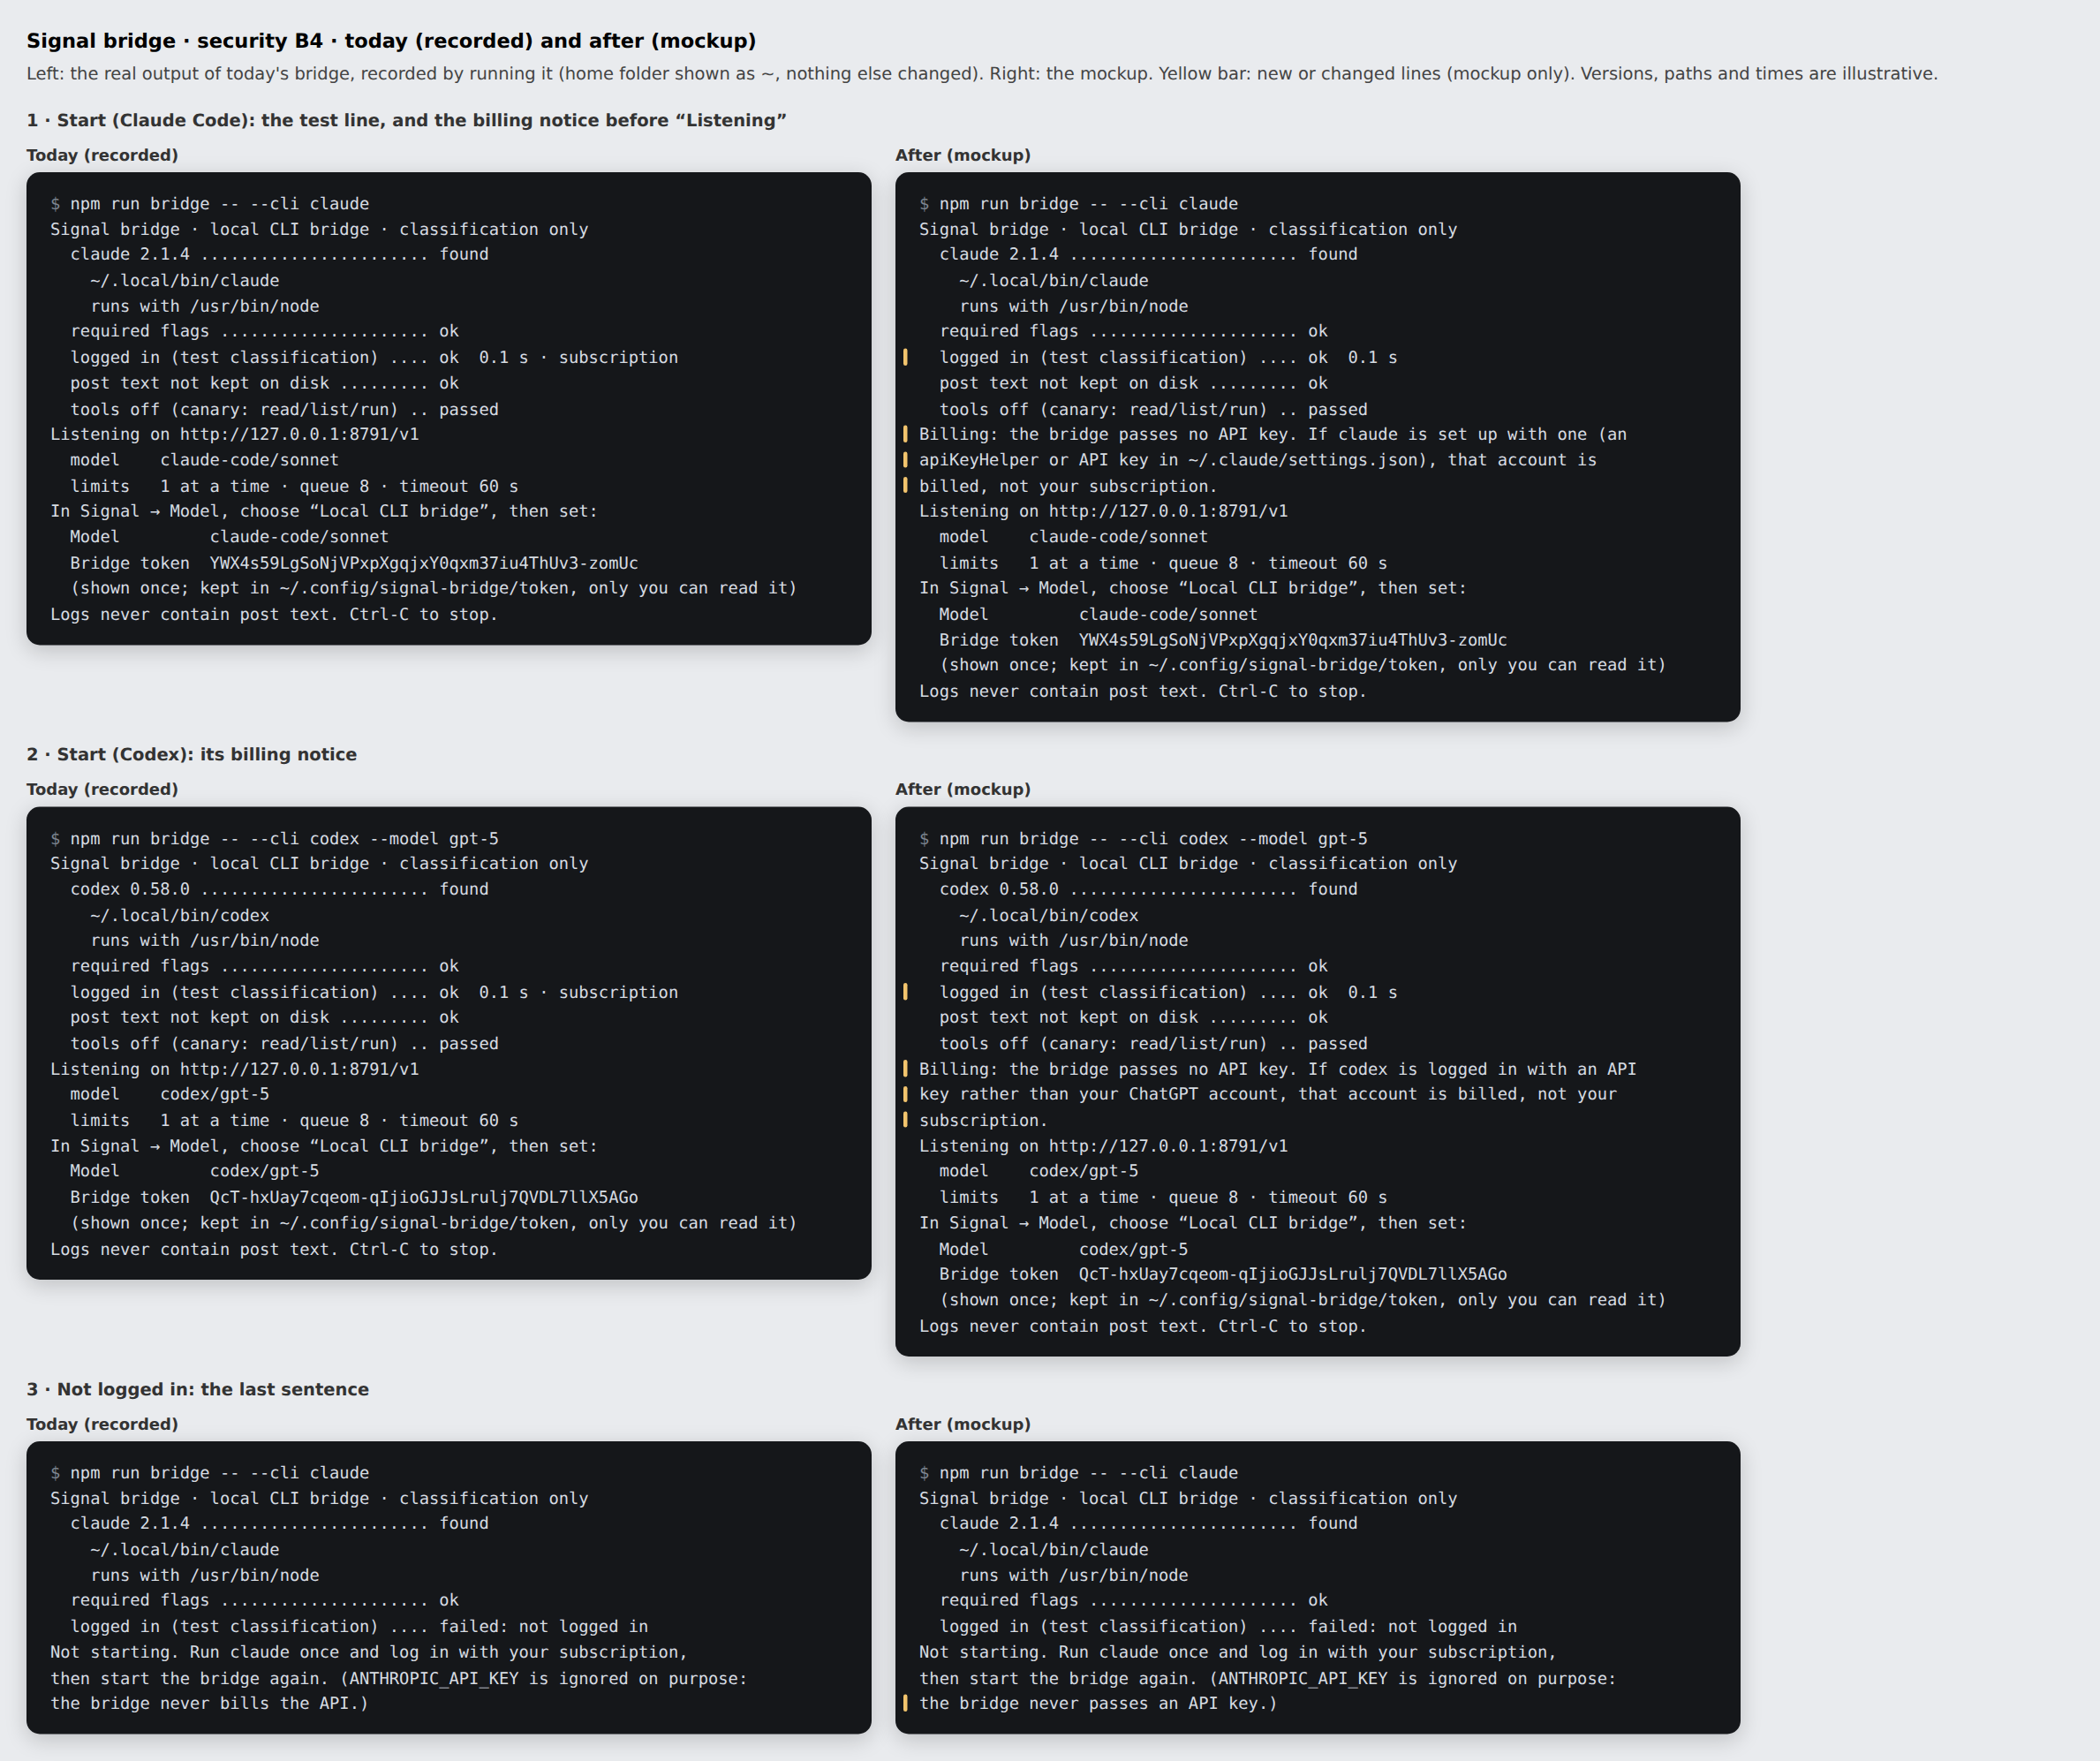 Signal bridge · security B4 · today (recorded) and after (mockup)
Left: the real output of today's bridge, recorded by running it (home folder shown as ~, nothing else changed). Right: the mockup. Yellow bar: new or changed lines (mockup only). Versions, paths and times are illustrative.
1 · Start (Claude Code): the test line, and the billing notice before “Listening”
Today (recorded)
$ npm run bridge -- --cli claude
Signal bridge · local CLI bridge · classification only
claude 2.1.4 ....................... found
~/.local/bin/claude
runs with /usr/bin/node
required flags ..................... ok
logged in (test classification) .... ok  0.1 s · subscription
post text not kept on disk ......... ok
tools off (canary: read/list/run) .. passed
Listening on http://127.0.0.1:8791/v1
model    claude-code/sonnet
limits   1 at a time · queue 8 · timeout 60 s
In Signal → Model, choose “Local CLI bridge”, then set:
Model         claude-code/sonnet
Bridge token  YWX4s59LgSoNjVPxpXgqjxY0qxm37iu4ThUv3-zomUc
(shown once; kept in ~/.config/signal-bridge/token, only you can read it)
Logs never contain post text. Ctrl-C to stop.
After (mockup)
$ npm run bridge -- --cli claude
Signal bridge · local CLI bridge · classification only
claude 2.1.4 ....................... found
~/.local/bin/claude
runs with /usr/bin/node
required flags ..................... ok
logged in (test classification) .... ok  0.1 s
post text not kept on disk ......... ok
tools off (canary: read/list/run) .. passed
Billing: the bridge passes no API key. If claude is set up with one (an
apiKeyHelper or API key in ~/.claude/settings.json), that account is
billed, not your subscription.
Listening on http://127.0.0.1:8791/v1
model    claude-code/sonnet
limits   1 at a time · queue 8 · timeout 60 s
In Signal → Model, choose “Local CLI bridge”, then set:
Model         claude-code/sonnet
Bridge token  YWX4s59LgSoNjVPxpXgqjxY0qxm37iu4ThUv3-zomUc
(shown once; kept in ~/.config/signal-bridge/token, only you can read it)
Logs never contain post text. Ctrl-C to stop.
2 · Start (Codex): its billing notice
Today (recorded)
$ npm run bridge -- --cli codex --model gpt-5
Signal bridge · local CLI bridge · classification only
codex 0.58.0 ....................... found
~/.local/bin/codex
runs with /usr/bin/node
required flags ..................... ok
logged in (test classification) .... ok  0.1 s · subscription
post text not kept on disk ......... ok
tools off (canary: read/list/run) .. passed
Listening on http://127.0.0.1:8791/v1
model    codex/gpt-5
limits   1 at a time · queue 8 · timeout 60 s
In Signal → Model, choose “Local CLI bridge”, then set:
Model         codex/gpt-5
Bridge token  QcT-hxUay7cqeom-qIjioGJJsLrulj7QVDL7llX5AGo
(shown once; kept in ~/.config/signal-bridge/token, only you can read it)
Logs never contain post text. Ctrl-C to stop.
After (mockup)
$ npm run bridge -- --cli codex --model gpt-5
Signal bridge · local CLI bridge · classification only
codex 0.58.0 ....................... found
~/.local/bin/codex
runs with /usr/bin/node
required flags ..................... ok
logged in (test classification) .... ok  0.1 s
post text not kept on disk ......... ok
tools off (canary: read/list/run) .. passed
Billing: the bridge passes no API key. If codex is logged in with an API
key rather than your ChatGPT account, that account is billed, not your
subscription.
Listening on http://127.0.0.1:8791/v1
model    codex/gpt-5
limits   1 at a time · queue 8 · timeout 60 s
In Signal → Model, choose “Local CLI bridge”, then set:
Model         codex/gpt-5
Bridge token  QcT-hxUay7cqeom-qIjioGJJsLrulj7QVDL7llX5AGo
(shown once; kept in ~/.config/signal-bridge/token, only you can read it)
Logs never contain post text. Ctrl-C to stop.
3 · Not logged in: the last sentence
Today (recorded)
$ npm run bridge -- --cli claude
Signal bridge · local CLI bridge · classification only
claude 2.1.4 ....................... found
~/.local/bin/claude
runs with /usr/bin/node
required flags ..................... ok
logged in (test classification) .... failed: not logged in
Not starting. Run claude once and log in with your subscription,
then start the bridge again. (ANTHROPIC_API_KEY is ignored on purpose:
the bridge never bills the API.)
After (mockup)
$ npm run bridge -- --cli claude
Signal bridge · local CLI bridge · classification only
claude 2.1.4 ....................... found
~/.local/bin/claude
runs with /usr/bin/node
required flags ..................... ok
logged in (test classification) .... failed: not logged in
Not starting. Run claude once and log in with your subscription,
then start the bridge again. (ANTHROPIC_API_KEY is ignored on purpose:
the bridge never passes an API key.)